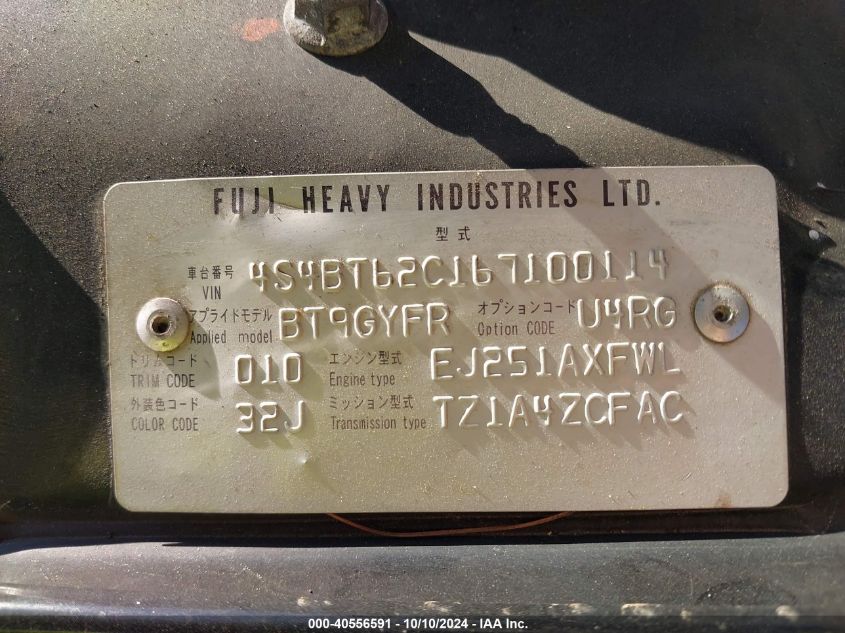 FUJI HEAVY INDUSTRIES LTD.
型式
車台番号 VIN 4S4BT62C167100114
アプライドモデル Applied model BT9GYFR オプションコード Option CODE U4RG
トリムコード TRIM CODE 010 エンジン型式 Engine type EJ251AXFWL
外装色コード COLOR CODE 32J ミッション型式 Transmission type TZ1A4ZCFAC
000-40556591 - 10/10/2024 - IAA Inc.